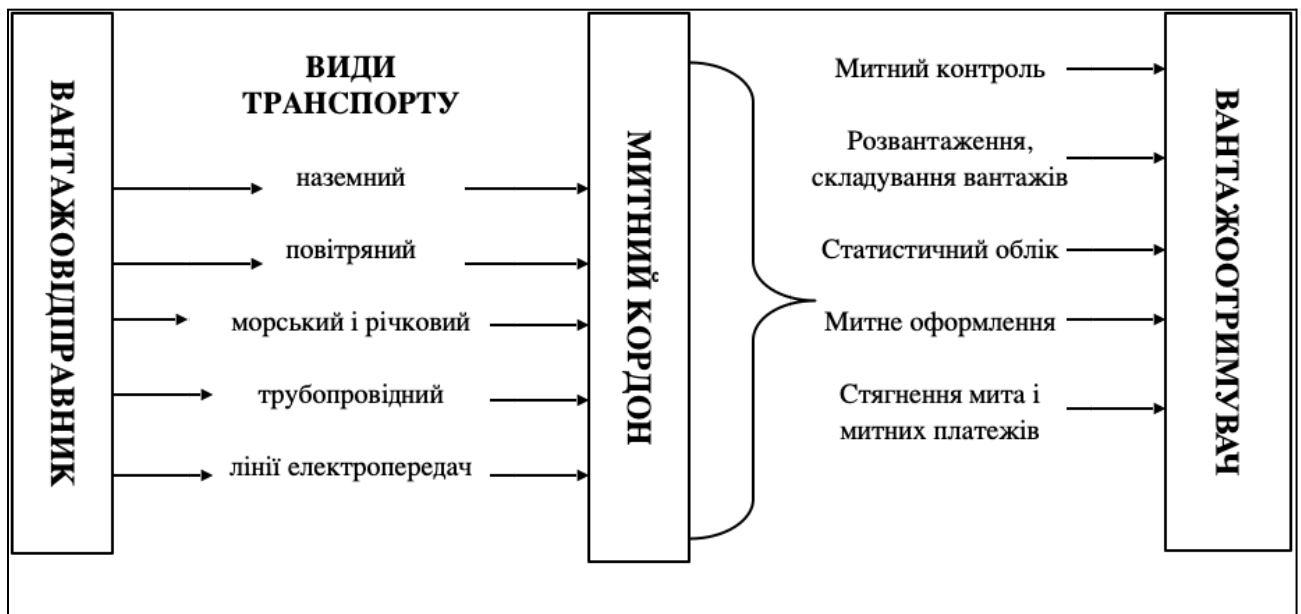 ВАНТАЖОВІДПРАВНИК
ВИДИ
ТРАНСПОРТУ
наземний
повітряний
морський і річковий
трубопровідний
лінії електропередач
МИТНИЙ КОРДОН
с
Митний контроль
Розвантаження,
складування вантажів
Статистичний облік
Митне оформлення
Стягнення мита і
митних платежів
ВАНТАЖООТРИМУВАЧ